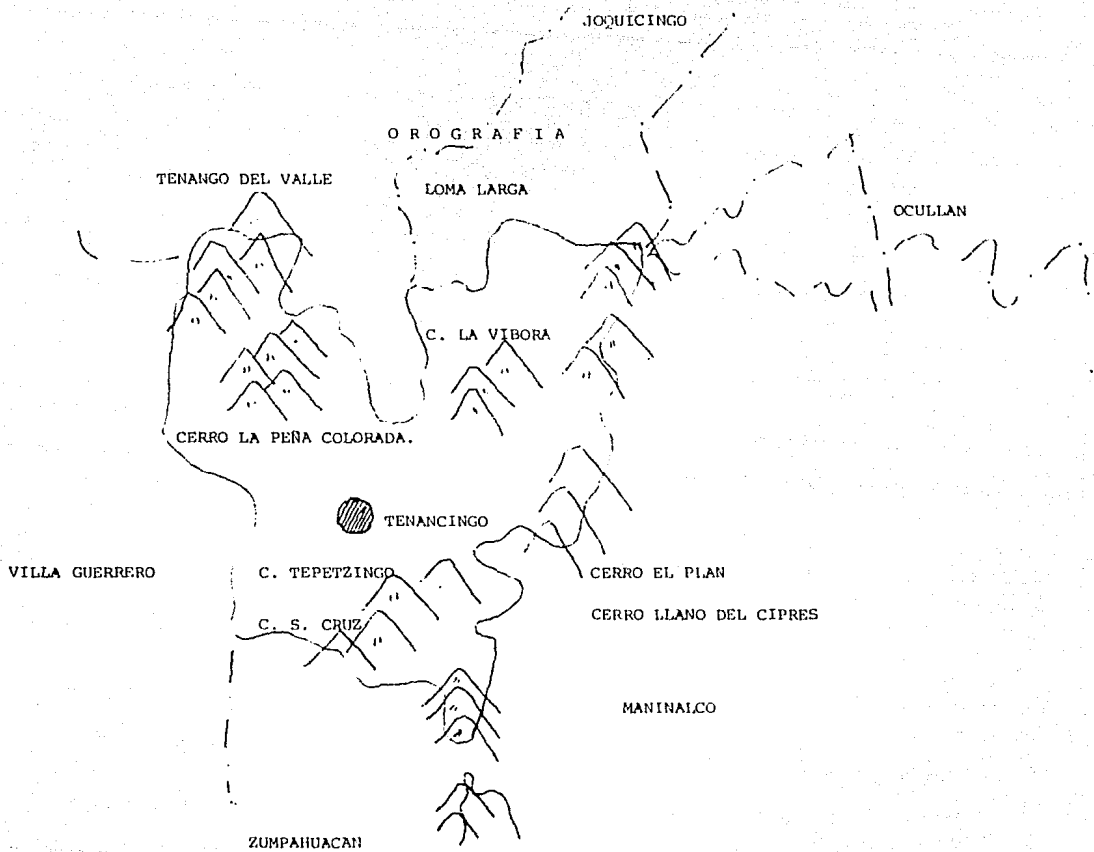 JOQUICINGO
OROGRAFIA
TENANGO DEL VALLE
LOMA LARGA
OCULLAN
C. LA VIBORA
CERRO LA PEÑA COLORADA.
TENANCINGO
VILLA GUERRERO
C. TEPETZINGO
CERRO EL PLAN
C. S. CRUZ
CERRO LLANO DEL CIPRES
MANINALCO
ZUMPAHUACAN